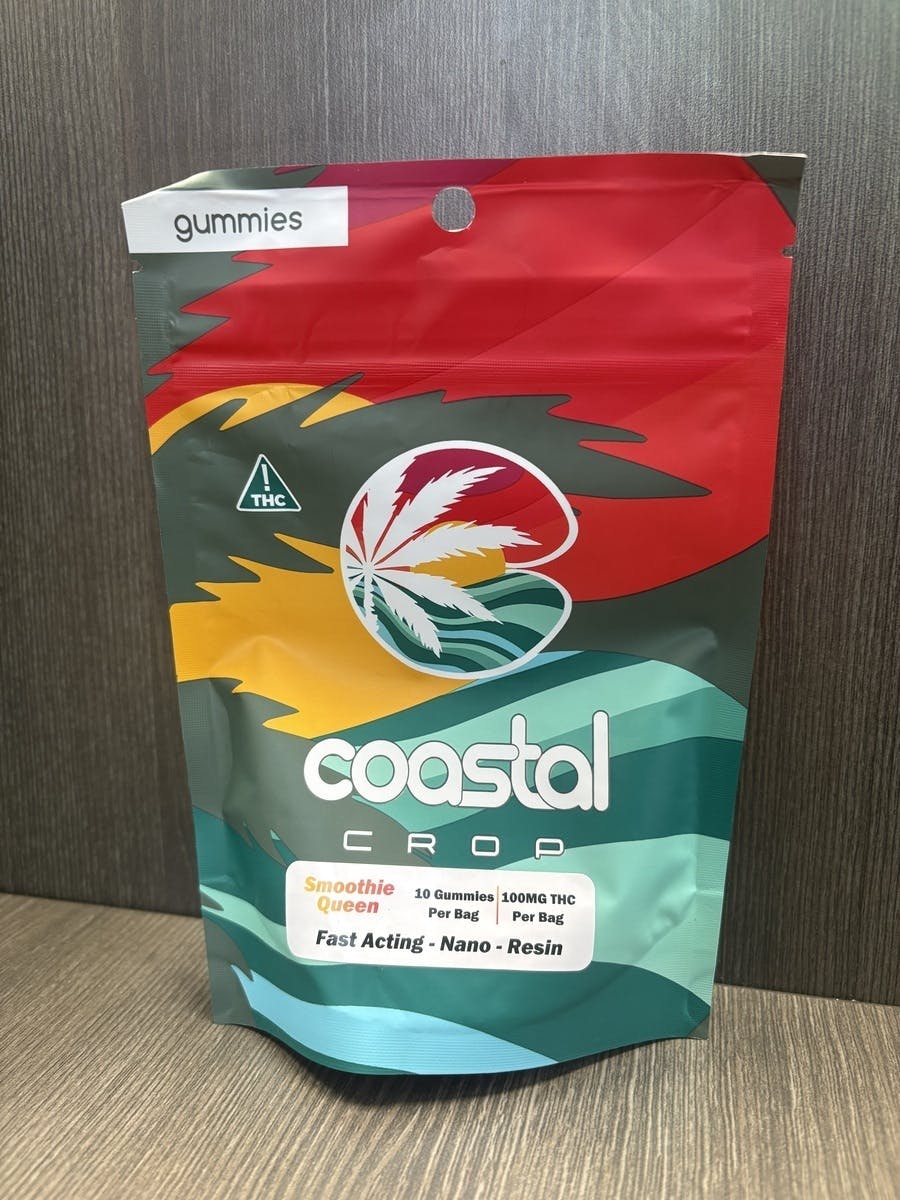 gummies
!
THC
coastal
CROP
Smoothie
Queen
10 Gummies
Per Bag
100MG THC
Per Bag
Fast Acting - Nano - Resin